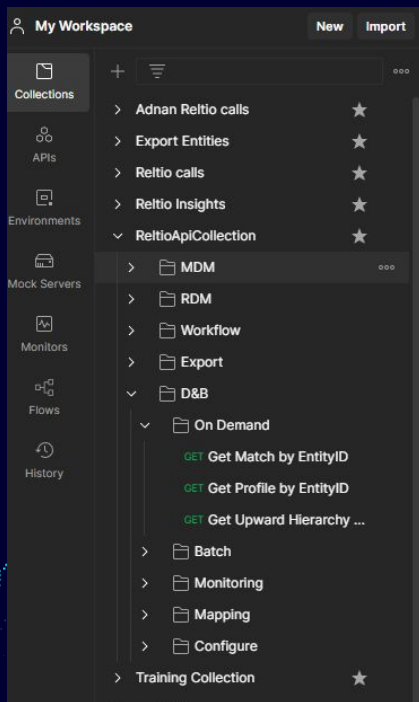 My Workspace
New
Import
Collections
APIs
Environments
Mock Servers
Monitors
Flows
History
Adnan Reltio calls
Export Entities
Reltio calls
Reltio Insights
ReltioApiCollection
MDM
RDM
Workflow
Export
D&B
On Demand
GET Get Match by EntityID
GET Get Profile by EntityID
GET Get Upward Hierarchy ...
Batch
Monitoring
Mapping
Configure
Training Collection